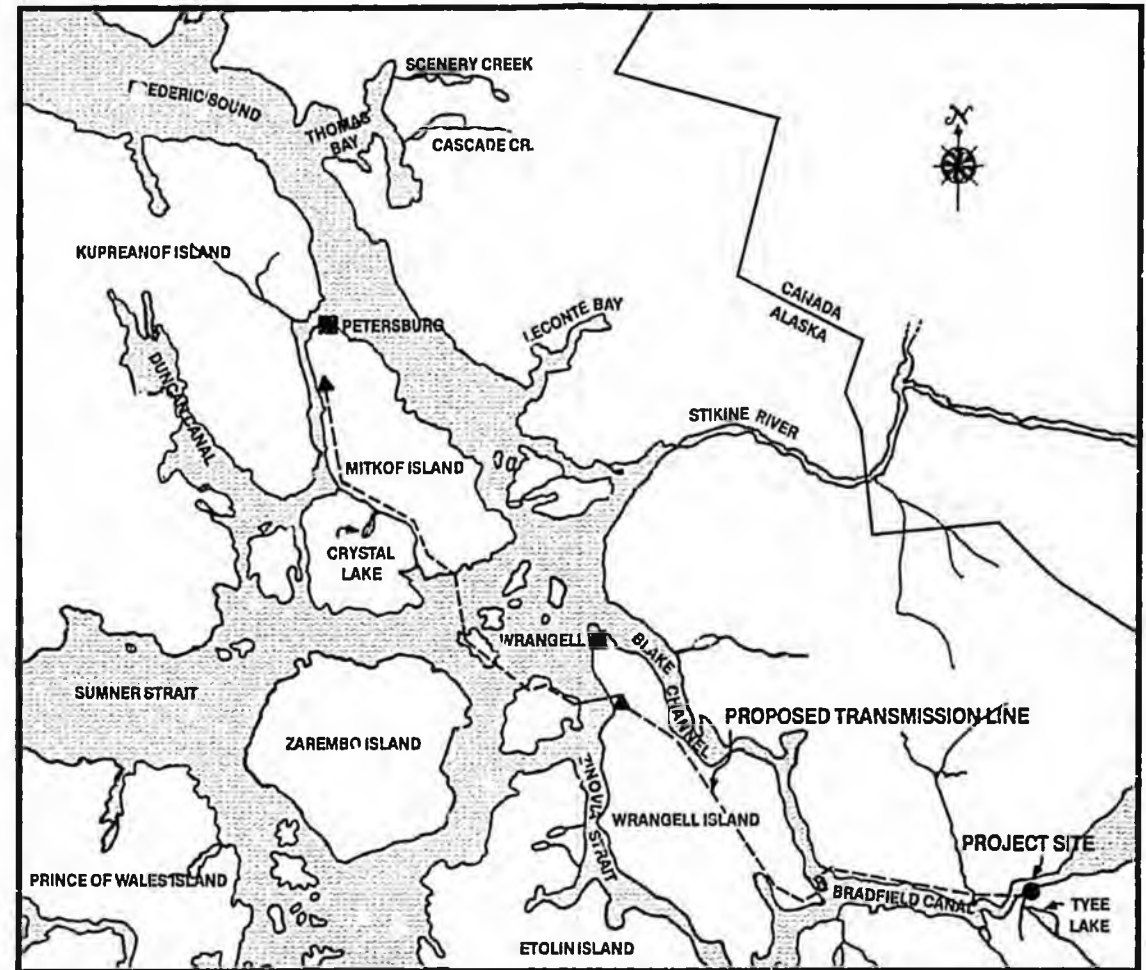 SCENERY CREEK
EDERIC SOUND
THOMAS
BAY
CASCADE CR.
N
KUPREANOF ISLAND
CANADA
ALASKA
LECONTE BAY
PETERSBURG
DUNCAN CANAL
STIKINE RIVER
MITKOF ISLAND
CRYSTAL
LAKE
WRANGELL
BLAKE CHANNEL
SUMNER STRAIT
PROPOSED TRANSMISSION LINE
ZAREMBO ISLAND
ZINOVIA STRAIT
WRANGELL ISLAND
PROJECT SITE
PRINCE OF WALES ISLAND
BRADFIELD CANAL
TYEE
LAKE
ETOLIN ISLAND